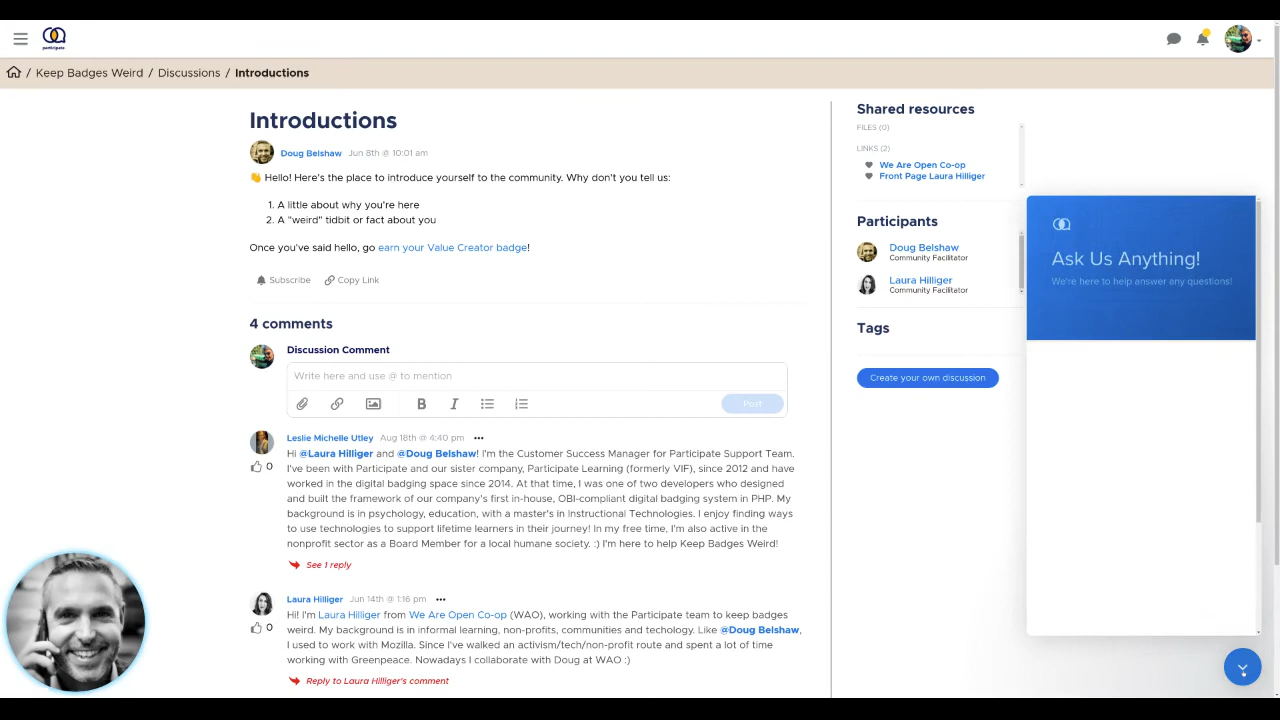 participate
/ Keep Badges Weird / Discussions / Introductions
Introductions
Doug Belshaw Jun 8th @ 10:01 am
👋 Hello! Here's the place to introduce yourself to the community. Why don't you tell us:
1. A little about why you're here
2. A "weird" tidbit or fact about you
Once you've said hello, go earn your Value Creator badge!
Subscribe Copy Link
4 comments
Discussion Comment
Write here and use @ to mention
B I
Post
Leslie Michelle Utley Aug 18th @ 4:40 pm •••
0
Hi @Laura Hilliger and @Doug Belshaw! I'm the Customer Success Manager for Participate Support Team.
I've been with Participate and our sister company, Participate Learning (formerly VIF), since 2012 and have
worked in the digital badging space since 2014. At that time, I was one of two developers who designed
and built the framework of our company's first in-house, OBI-compliant digital badging system in PHP. My
background is in psychology, education, with a master's in Instructional Technologies. I enjoy finding ways
to use technologies to support lifetime learners in their journey! In my free time, I'm also active in the
nonprofit sector as a Board Member for a local humane society. :) I'm here to help Keep Badges Weird!
See 1 reply
Laura Hilliger Jun 14th @ 1:16 pm •••
0
Hi! I'm Laura Hilliger from We Are Open Co-op (WAO), working with the Participate team to keep badges
weird. My background is in informal learning, non-profits, communities and techology. Like @Doug Belshaw,
I used to work with Mozilla. Since I've walked an activism/tech/non-profit route and spent a lot of time
working with Greenpeace. Nowadays I collaborate with Doug at WAO :)
Reply to Laura Hilliger's comment
Shared resources
FILES (0)
LINKS (2)
We Are Open Co-op
Front Page Laura Hilliger
Participants
Doug Belshaw
Community Facilitator
Laura Hilliger
Community Facilitator
Tags
Create your own discussion
Ask Us Anything!
We're here to help answer any questions!